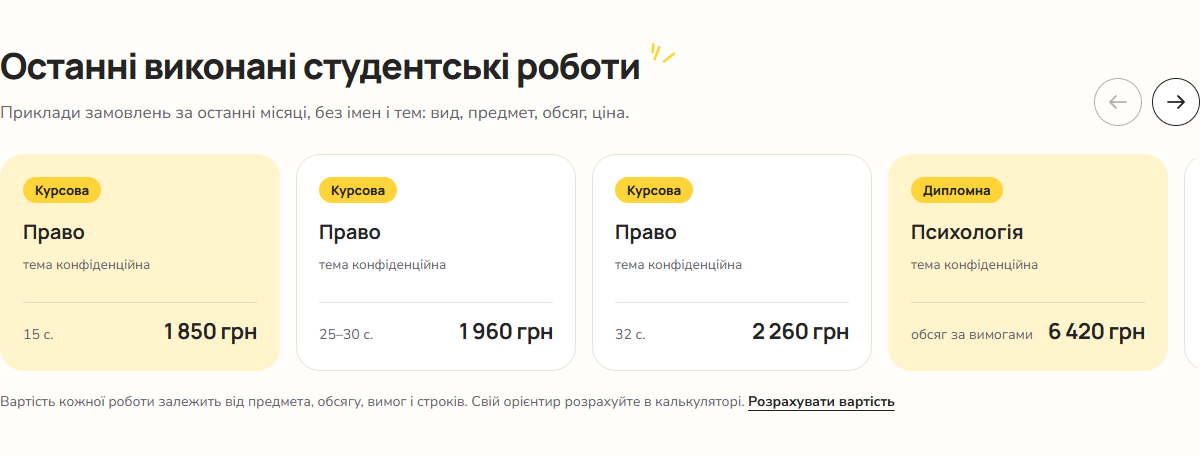 Останні виконані студентські роботи
Приклади замовлень за останні місяці, без імен і тем: вид, предмет, обсяг, ціна.
Курсова
Право
тема конфіденційна
15 с.
1 850 грн
Курсова
Право
тема конфіденційна
25–30 с.
1 960 грн
Курсова
Право
тема конфіденційна
32 с.
2 260 грн
Дипломна
Психологія
тема конфіденційна
обсяг за вимогами
6 420 грн
Вартість кожної роботи залежить від предмета, обсягу, вимог і строків. Свій орієнтир розрахуйте в калькуляторі. Розрахувати вартість